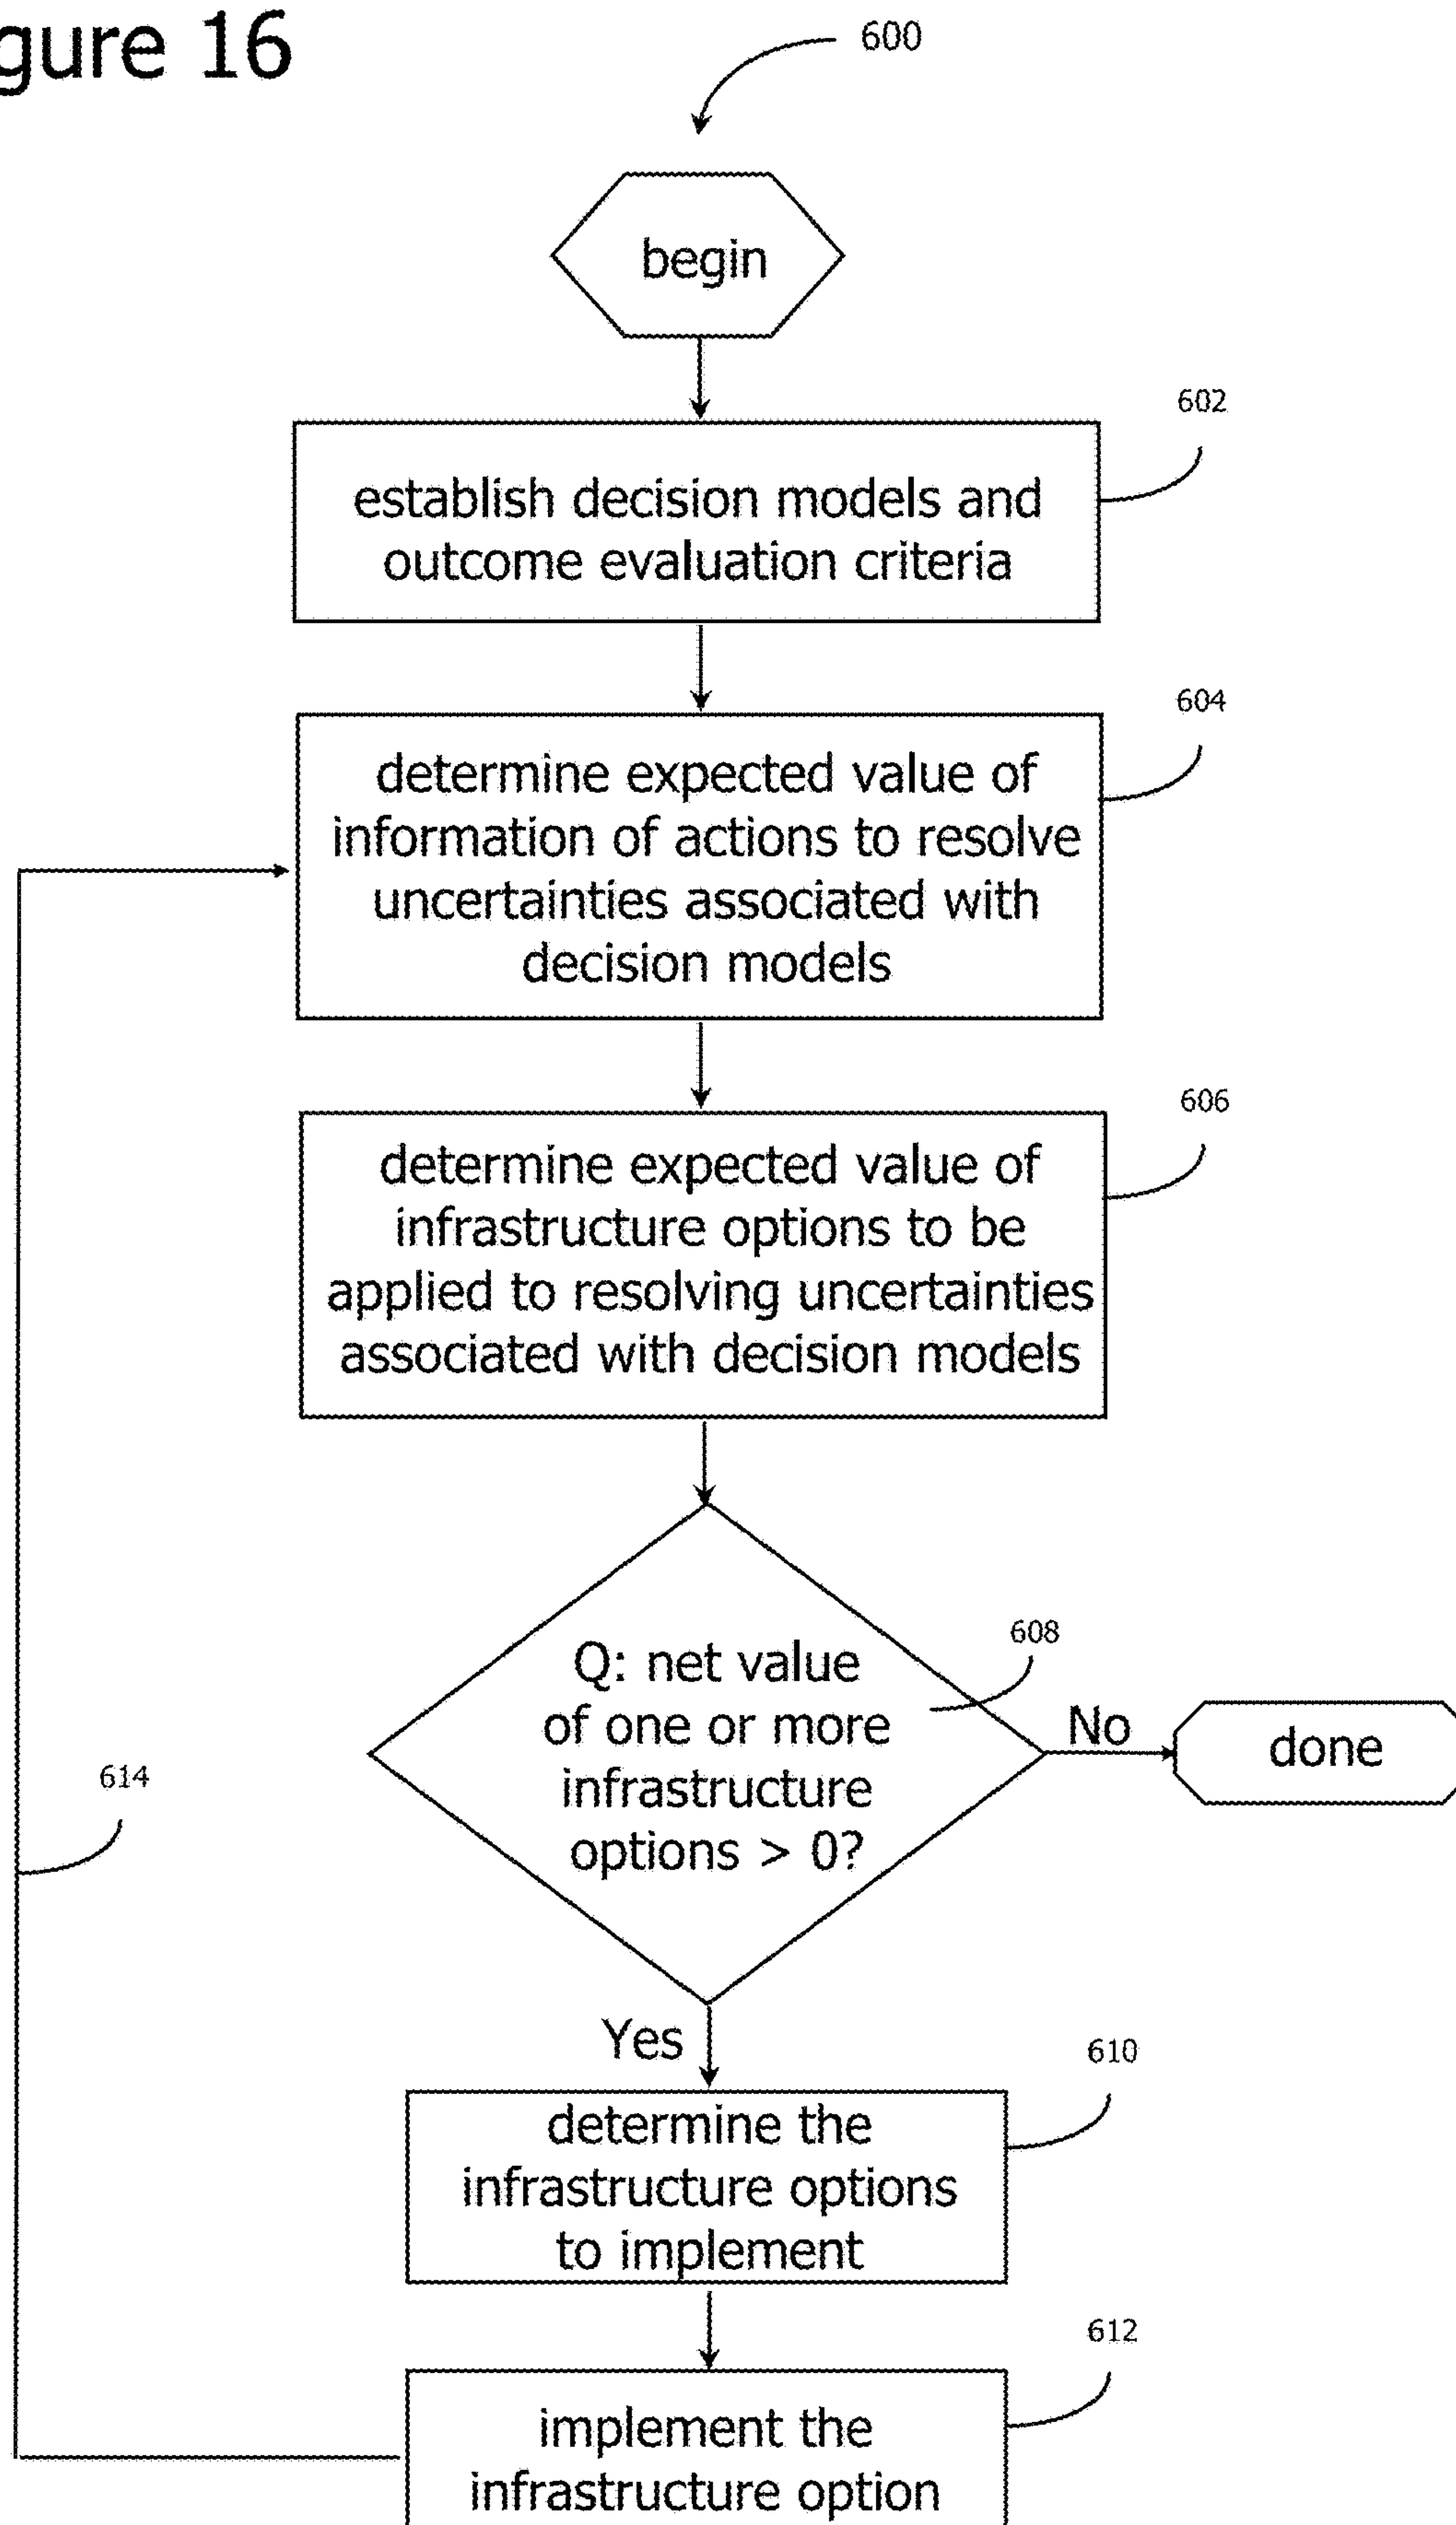 gure 16
600
begin
602
establish decision models and
outcome evaluation criteria
604
determine expected value of
information of actions to resolve
uncertainties associated with
decision models
606
determine expected value of
infrastructure options to be
applied to resolving uncertainties
associated with decision models
608
Q: net value
of one or more
infrastructure
options > 0?
No
done
614
Yes
610
determine the
infrastructure options
to implement
612
implement the
infrastructure option